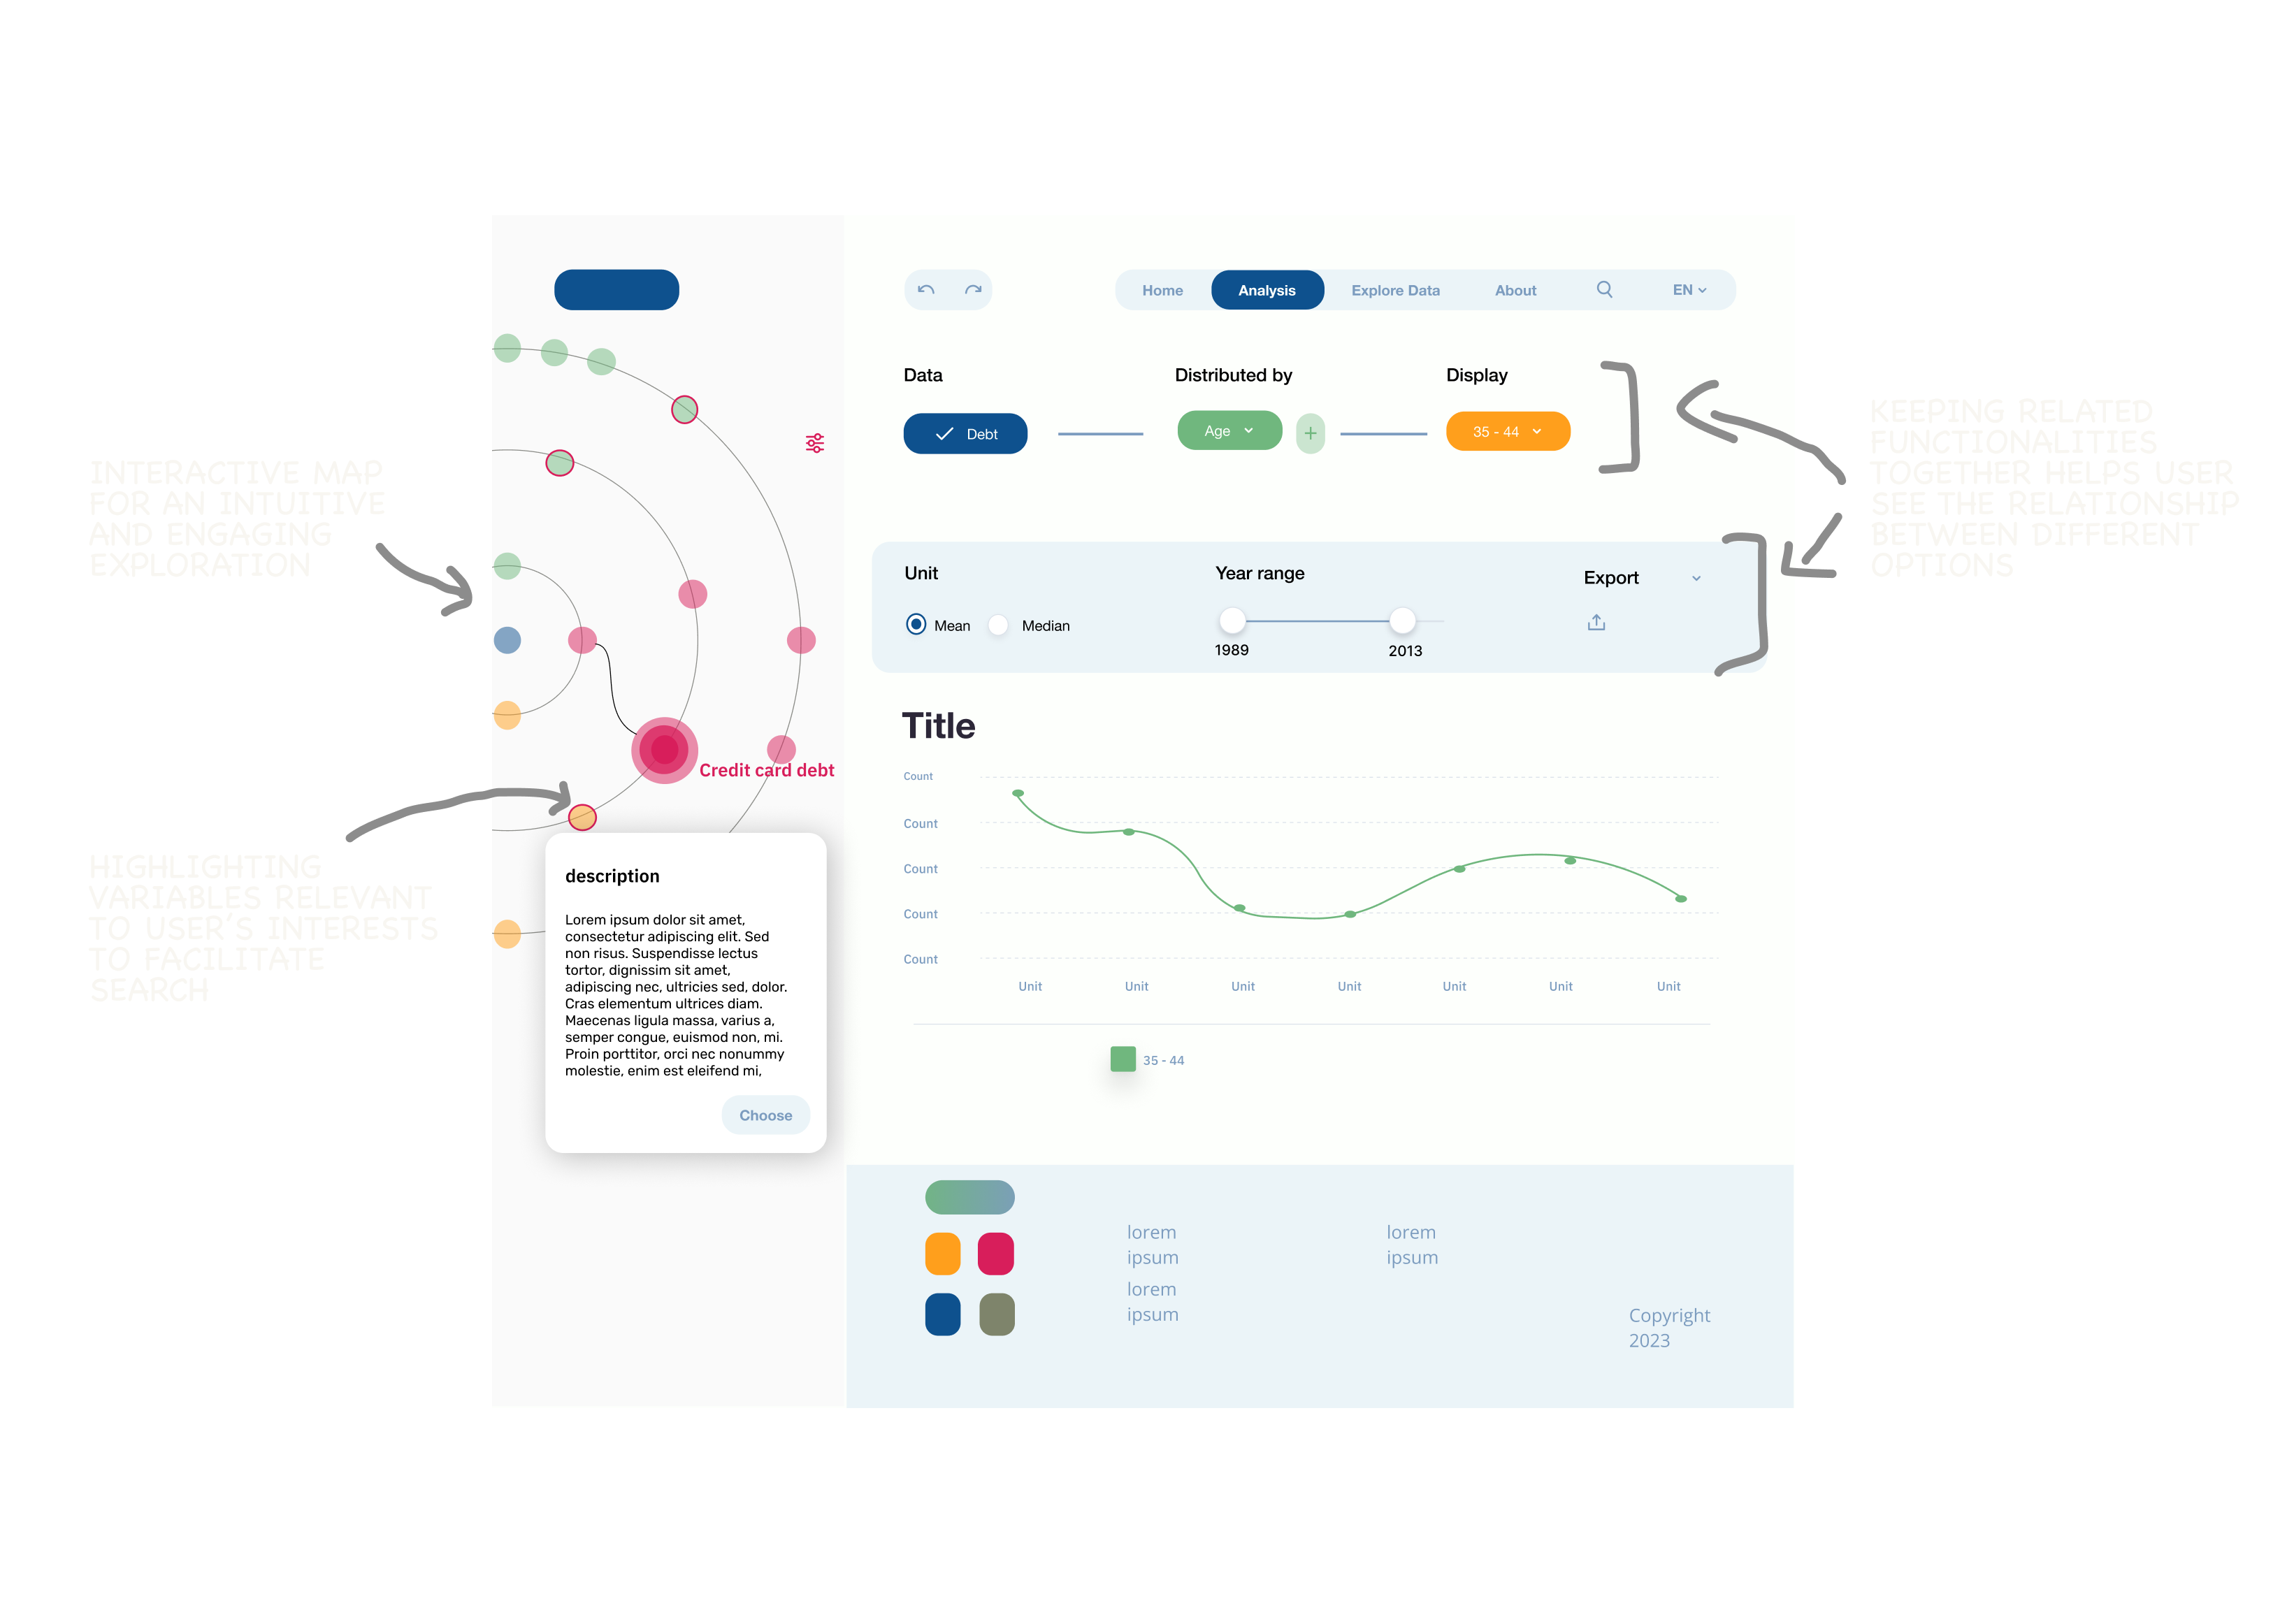 INTERACTIVE MAP
FOR AN INTUITIVE
AND ENGAGING
EXPLORATION
HIGHLIGHTING
VARIABLES RELEVANT
TO USER'S INTERESTS
TO FACILITATE
SEARCH
Credit card debt
description
Lorem ipsum dolor sit amet,
consectetur adipiscing elit. Sed
non risus. Suspendisse lectus
tortor, dignissim sit amet,
adipiscing nec, ultricies sed, dolor.
Cras elementum ultrices diam.
Maecenas ligula massa, varius a,
semper congue, euismod non, mi.
Proin porttitor, orci nec nonummy
molestie, enim est eleifend mi,
Choose
Home Analysis Explore Data About EN
Data Distributed by Display
Debt Age + 35 - 44
Unit Year range Export
Mean Median
1989 2013
Title
Count
Count
Count
Count
Count
Unit Unit Unit Unit Unit Unit Unit
35 - 44
lorem
ipsum
lorem
ipsum
lorem
ipsum
Copyright
2023
KEEPING RELATED
FUNCTIONALITIES
TOGETHER HELPS USER
SEE THE RELATIONSHIP
BETWEEN DIFFERENT
OPTIONS